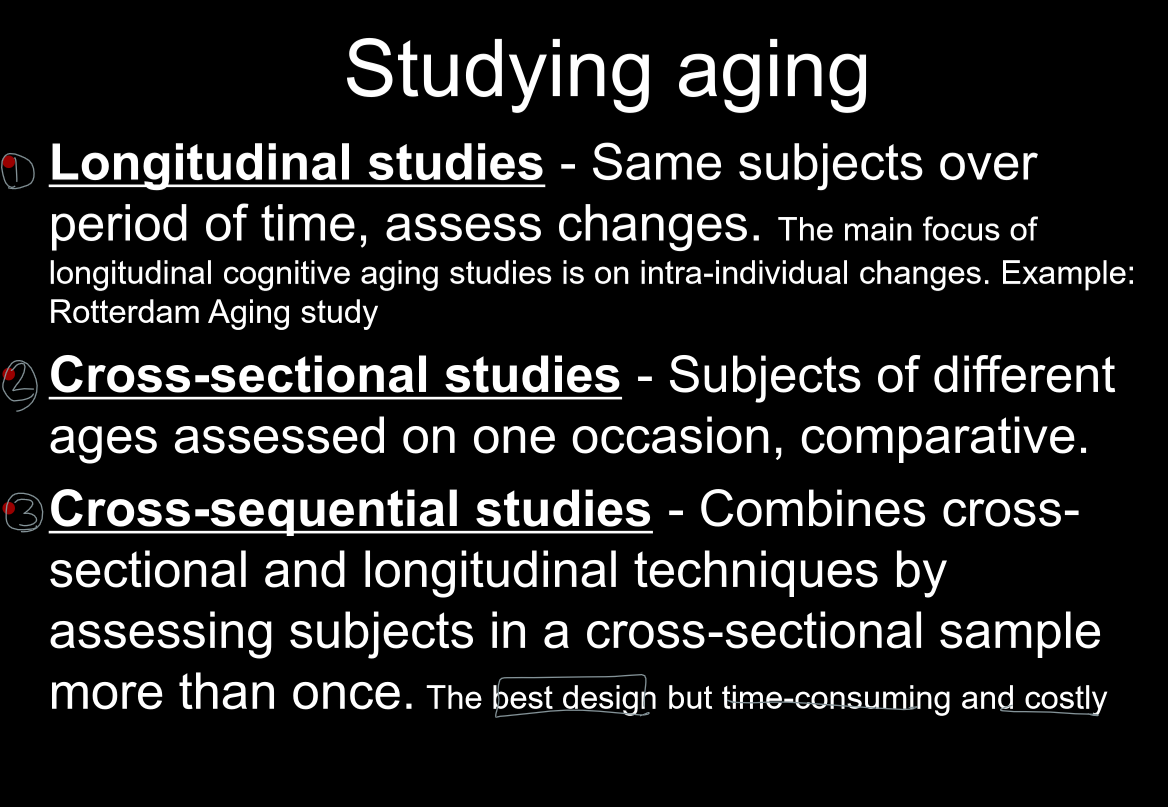 Studying aging
1 Longitudinal studies - Same subjects over
period of time, assess changes. The main focus of
longitudinal cognitive aging studies is on intra-individual changes. Example:
Rotterdam Aging study
2 Cross-sectional studies - Subjects of different
ages assessed on one occasion, comparative.
3 Cross-sequential studies - Combines cross-
sectional and longitudinal techniques by
assessing subjects in a cross-sectional sample
more than once. The best design but time-consuming and costly